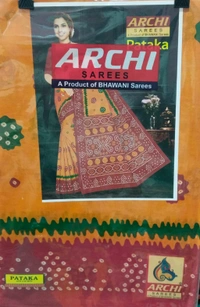 ARCHI
SAREES
Pataka
ARCHI
SAREES
A Product of BHAWANI Sarees
PATAKA
ARCHI
SAREES